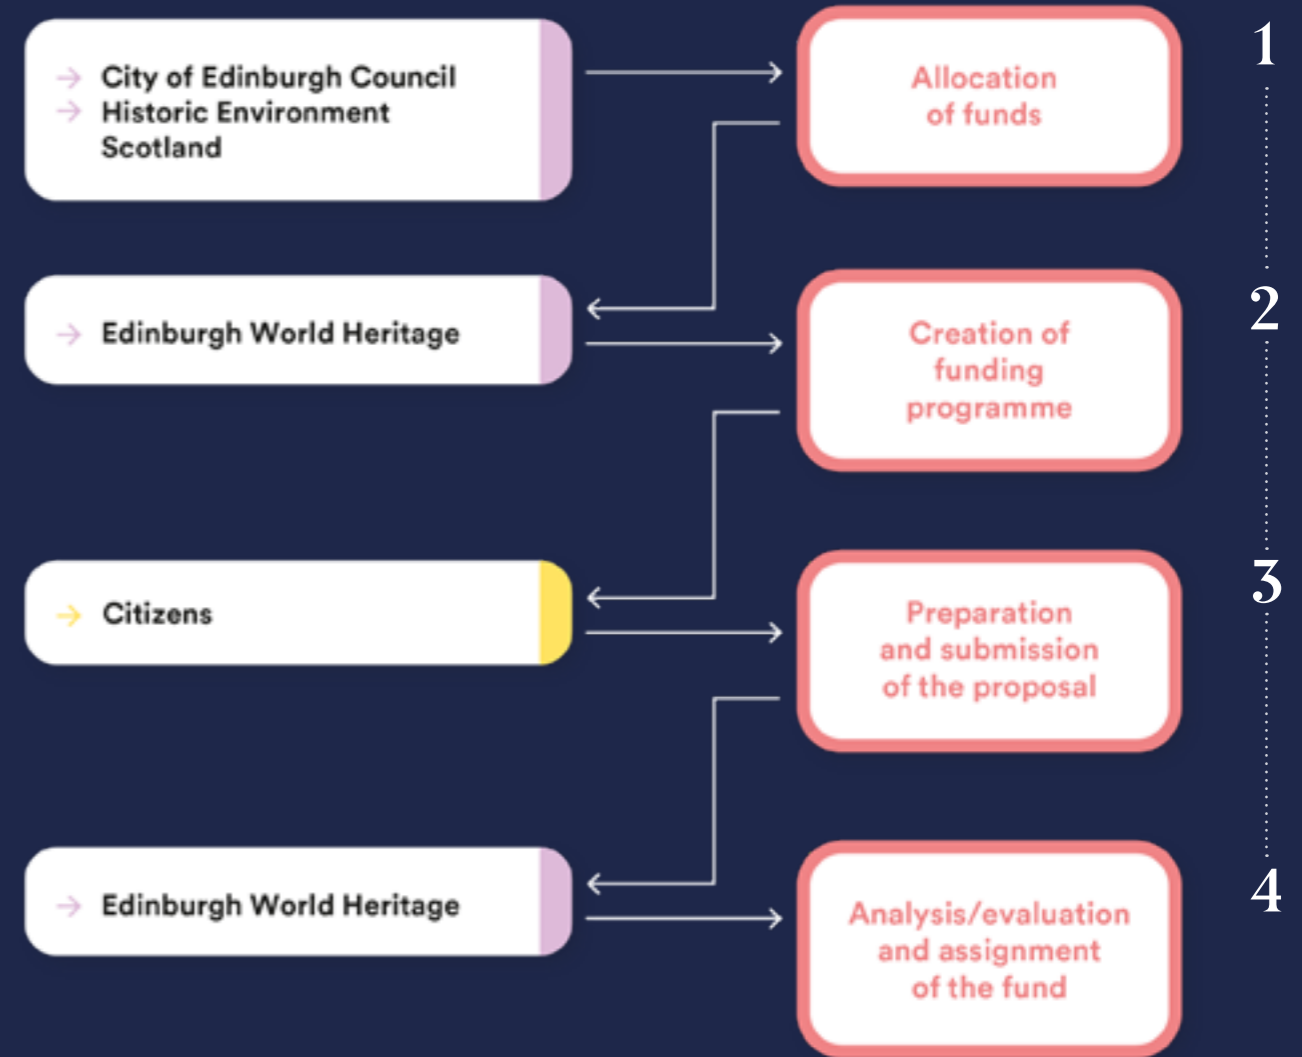 City of Edinburgh Council
Historic Environment
Scotland
Allocation
of funds
1
Edinburgh World Heritage
Creation of
funding
programme
2
Citizens
Preparation
and submission
of the proposal
3
Edinburgh World Heritage
Analysis/evaluation
and assignment
of the fund
4